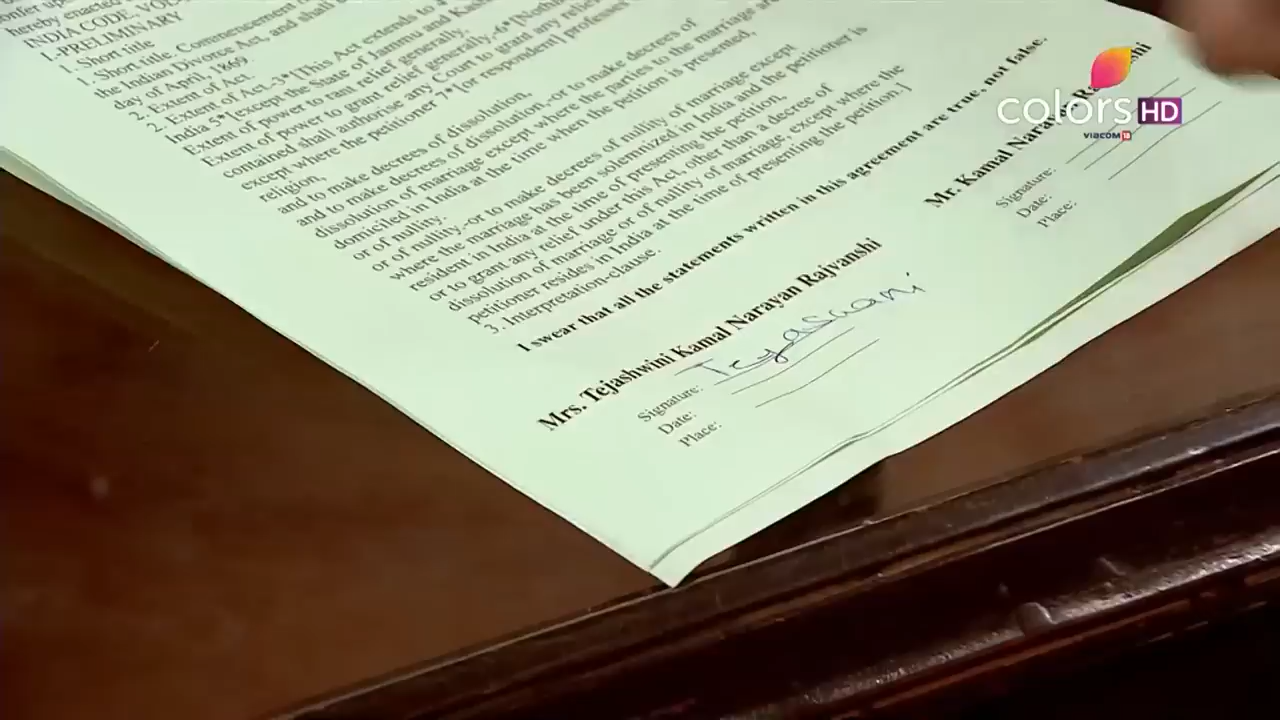 hereby enacted
INDIA CODE, VOL
1.-PRELIMINARY
1. Short title
1. Short title. Commencement
the Indian Divorce Act, and shall
day of April, 1869.
2. Extent of Act.
2. Extent of Act.-3*[This Act extends to
India 5*[except the State of Jammu and
Extent of power to rant relief generally.
Extent of power to grant relief generally.-6*[Nothing
contained shall authorise any Court to grant any relief
except where the petitioner 7*[or respondent] professes
religion,
and to make decrees of dissolution,
and to make decrees of dissolution,-or to make decrees of
dissolution of marriage except where the parties to the marriage are
domiciled in India at the time when the petition is presented,
or of nullity.
or of nullity.-or to make decrees of nullity of marriage except
where the marriage has been solemnized in India and the petitioner is
resident in India at the time of presenting the petition,
or to grant any relief under this Act, other than a decree of
dissolution of marriage or of nullity of marriage, except where the
petitioner resides in India at the time of presenting the petition.]
3. Interpretation-clause.
I swear that all the statements written in this agreement are true, not false.
Mrs. Tejashwini Kamal Narayan Rajvanshi
Signature: Tejaswani
Date:
Place:
Mr. Kamal Narayan
Signature:
Date:
Place:
colors HD
VIACOM18